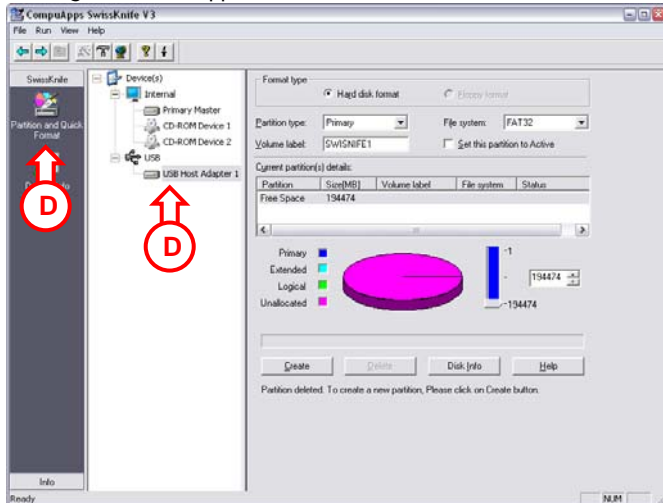 CompuApps SwissKnife V3
File Run View Help
SwissKnife
Partition and Quick Format
D
Info
Device(s)
Internal
Primary Master
CD-ROM Device 1
CD-ROM Device 2
USB
USB Host Adapter 1
D
Format type
Hard disk format
Floppy format
Partition type: Primary
File system: FAT32
Volume label: SWISNIFE1
Set this partition to Active
Current partition(s) details:
Partition Size[MB] Volume label File system Status
Free Space 194474
Primary
Extended
Logical
Unallocated
-1
194474
-194474
Create Delete Disk Info Help
Partition deleted. To create a new partition, Please click on Create button.
Ready NUM